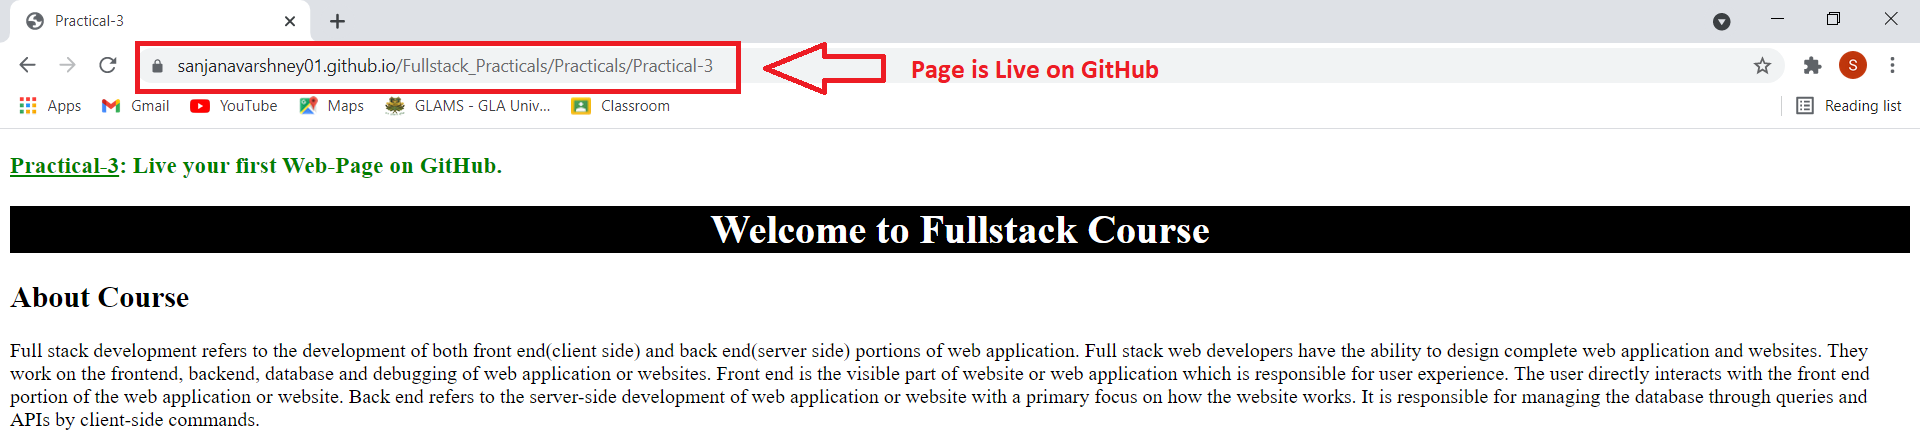 Practical-3
sanjanavarshney01.github.io/Fullstack_Practicals/Practicals/Practical-3
Page is Live on GitHub
S
Apps Gmail YouTube Maps GLAMS - GLA Univ... Classroom Reading list
Practical-3: Live your first Web-Page on GitHub.
Welcome to Fullstack Course
About Course
Full stack development refers to the development of both front end(client side) and back end(server side) portions of web application. Full stack web developers have the ability to design complete web application and websites. They
work on the frontend, backend, database and debugging of web application or websites. Front end is the visible part of website or web application which is responsible for user experience. The user directly interacts with the front end
portion of the web application or website. Back end refers to the server-side development of web application or website with a primary focus on how the website works. It is responsible for managing the database through queries and
APIs by client-side commands.